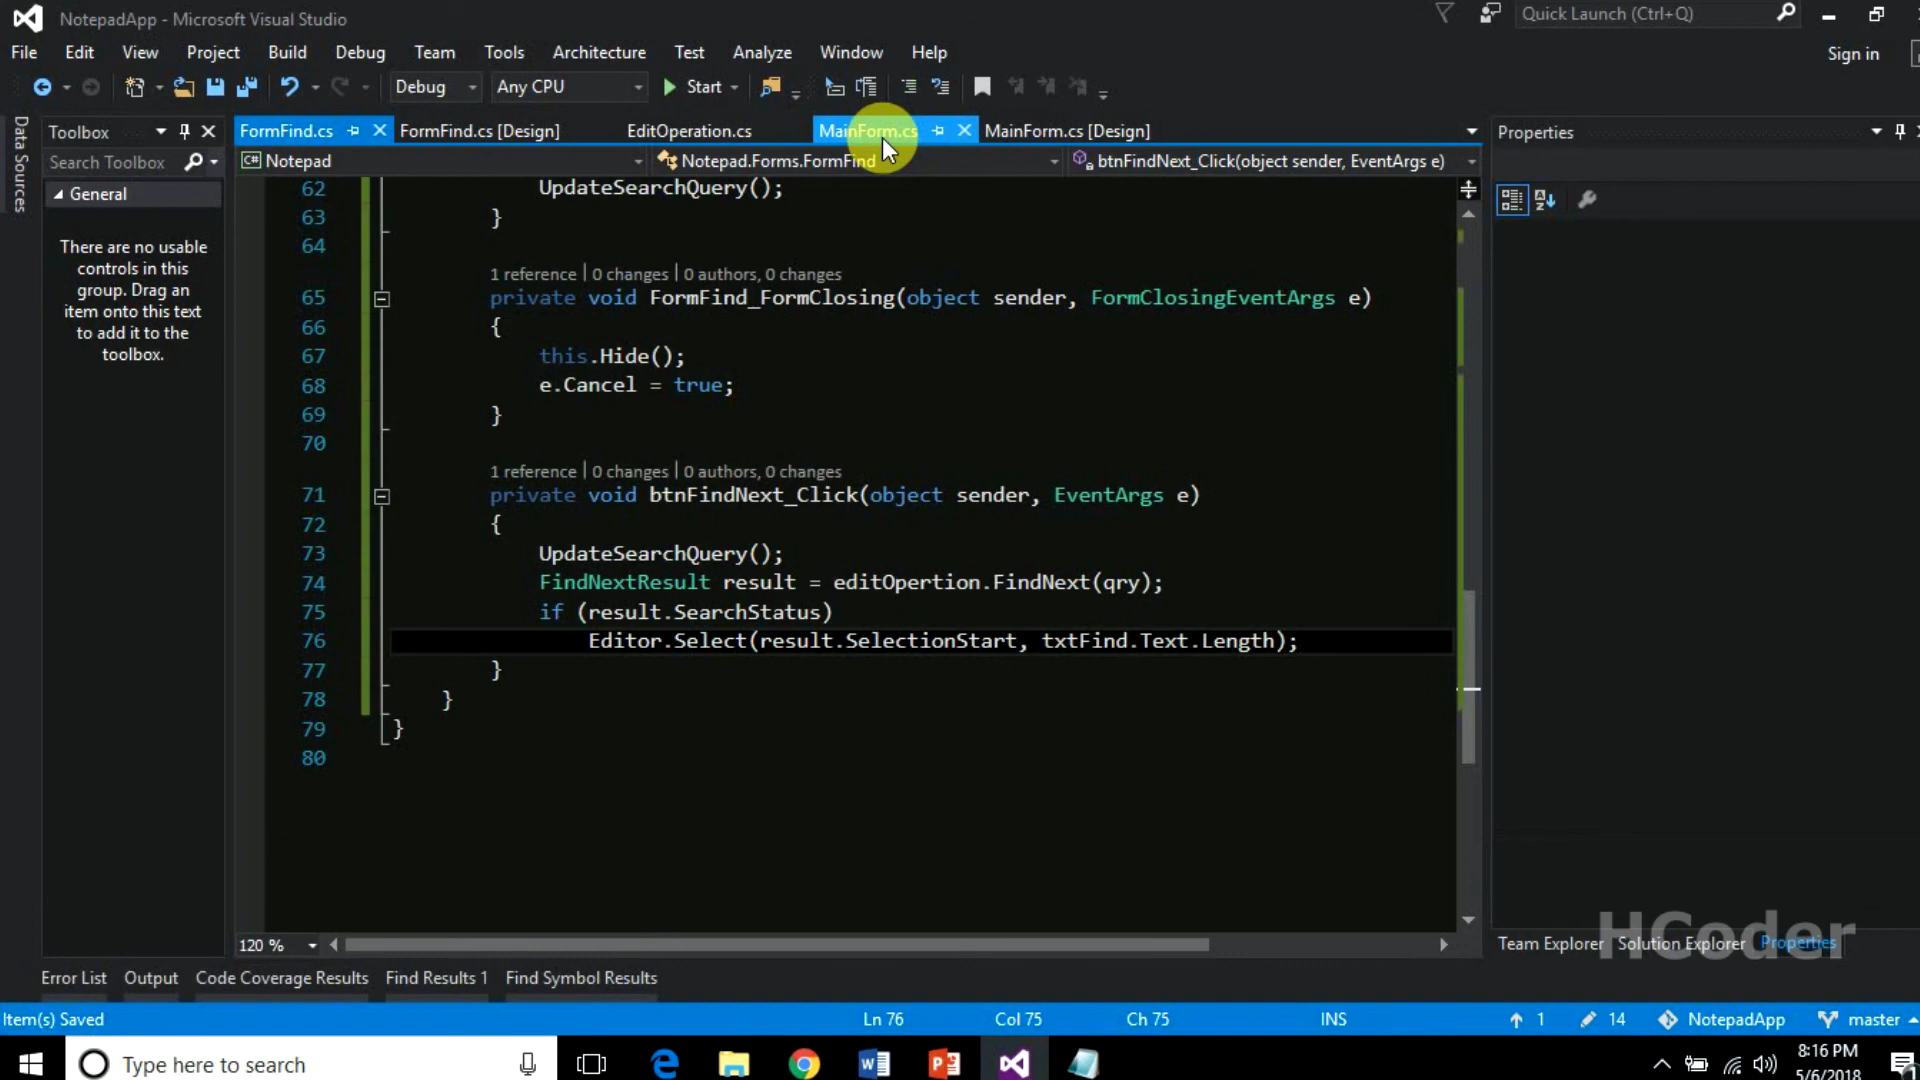 NotepadApp - Microsoft Visual Studio
Quick Launch (Ctrl+Q)
File Edit View Project Build Debug Team Tools Architecture Test Analyze Window Help
Sign in
Debug Any CPU Start
Data Sources
Toolbox
Search Toolbox
General
There are no usable
controls in this
group. Drag an
item onto this text
to add it to the
toolbox.
FormFind.cs FormFind.cs [Design] EditOperation.cs MainForm.cs MainForm.cs [Design]
C# Notepad Notepad.Forms.FormFind btnFindNext_Click(object sender, EventArgs e)
62 UpdateSearchQuery();
63 }
64
1 reference | 0 changes | 0 authors, 0 changes
65 private void FormFind_FormClosing(object sender, FormClosingEventArgs e)
66 {
67 this.Hide();
68 e.Cancel = true;
69 }
70
1 reference | 0 changes | 0 authors, 0 changes
71 private void btnFindNext_Click(object sender, EventArgs e)
72 {
73 UpdateSearchQuery();
74 FindNextResult result = editOpertion.FindNext(qry);
75 if (result.SearchStatus)
76 Editor.Select(result.SelectionStart, txtFind.Text.Length);
77 }
78 }
79 }
80
120 %
Properties
HCoder
Team Explorer Solution Explorer Properties
Error List Output Code Coverage Results Find Results 1 Find Symbol Results
Item(s) Saved Ln 76 Col 75 Ch 75 INS 1 14 NotepadApp master
Type here to search
8:16 PM
5/6/2018